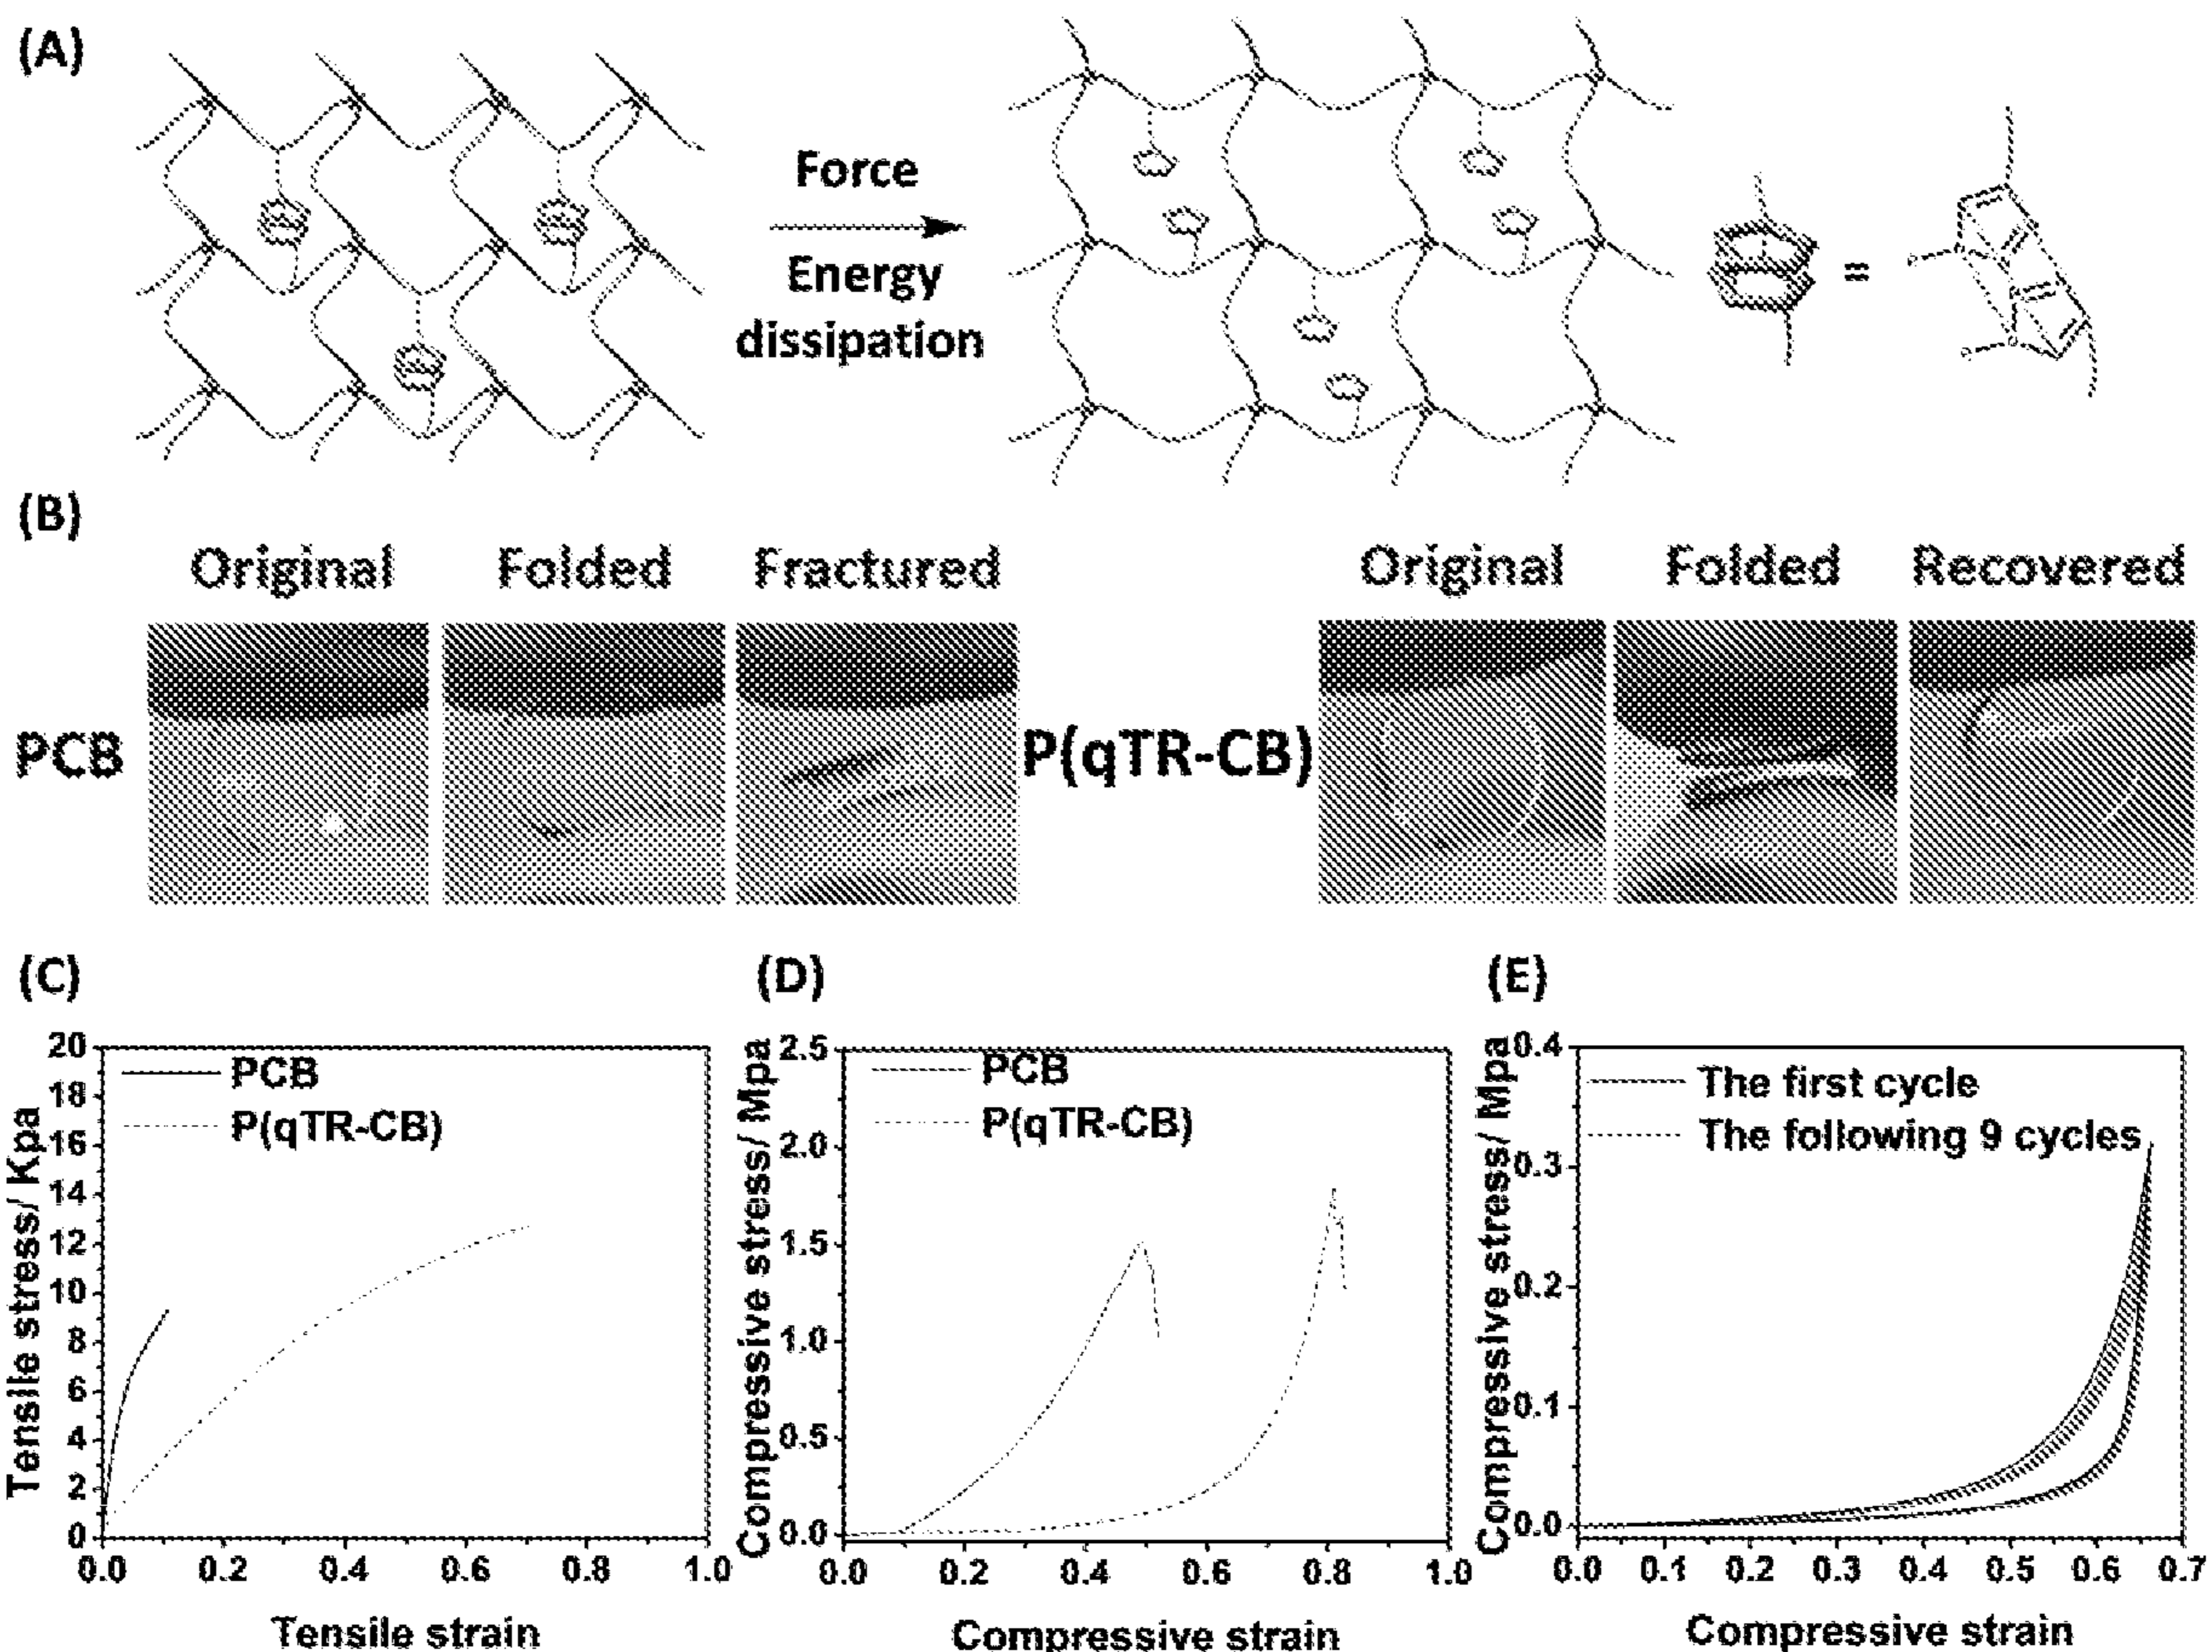 (A)
Force
Energy
dissipation
=
(B)
Original Folded Fractured
Original Folded Recovered
PCB
P(qTR-CB)
(C)
20
18
16
14
12
10
8
6
4
2
0
Tensile stress/ Kpa
PCB
P(qTR-CB)
0.0 0.2 0.4 0.6 0.8 1.0
Tensile strain
(D)
2.5
2.0
1.5
1.0
0.5
0.0
Compressive stress/ Mpa
PCB
P(qTR-CB)
0.0 0.2 0.4 0.6 0.8 1.0
Compressive strain
(E)
0.4
0.3
0.2
0.1
0.0
Compressive stress/ Mpa
The first cycle
The following 9 cycles
0.0 0.1 0.2 0.3 0.4 0.5 0.6 0.7
Compressive strain